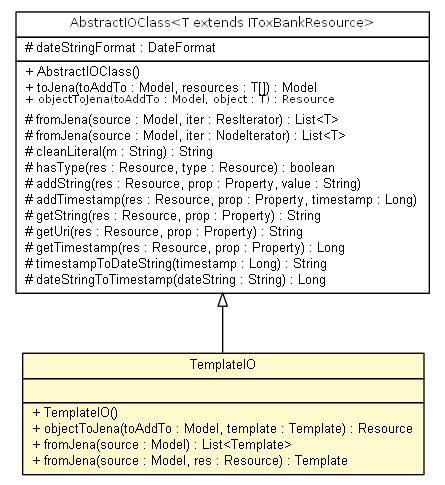 AbstractIOClass<T extends IToxBankResource>
# dateStringFormat : DateFormat
+ AbstractIOClass()
+ toJena(toAddTo : Model, resources : T[]) : Model
+ objectToJena(toAddTo : Model, object : T) : Resource
# fromJena(source : Model, iter : ResIterator) : List<T>
# fromJena(source : Model, iter : NodeIterator) : List<T>
# cleanLiteral(m : String) : String
# hasType(res : Resource, type : Resource) : boolean
# addString(res : Resource, prop : Property, value : String)
# addTimestamp(res : Resource, prop : Property, timestamp : Long)
# getString(res : Resource, prop : Property) : String
# getUri(res : Resource, prop : Property) : String
# getTimestamp(res : Resource, prop : Property) : Long
# timestampToDateString(timestamp : Long) : String
# dateStringToTimestamp(dateString : String) : Long
TemplateIO
+ TemplateIO()
+ objectToJena(toAddTo : Model, template : Template) : Resource
+ fromJena(source : Model) : List<Template>
+ fromJena(source : Model, res : Resource) : Template